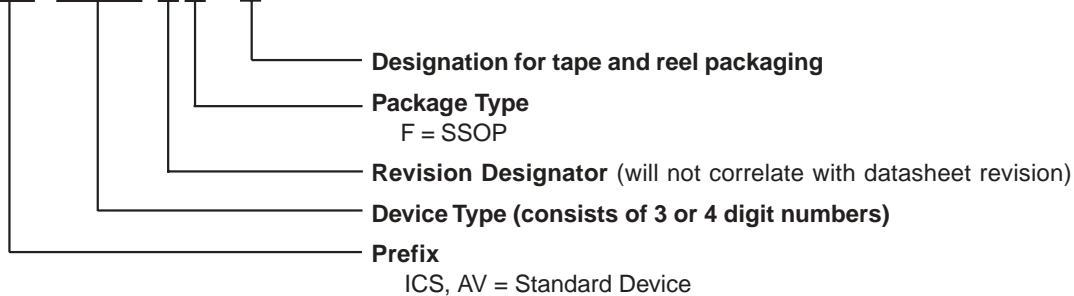 Designation for tape and reel packaging
Package Type
F = SSOP
Revision Designator (will not correlate with datasheet revision)
Device Type (consists of 3 or 4 digit numbers)
Prefix
ICS, AV = Standard Device